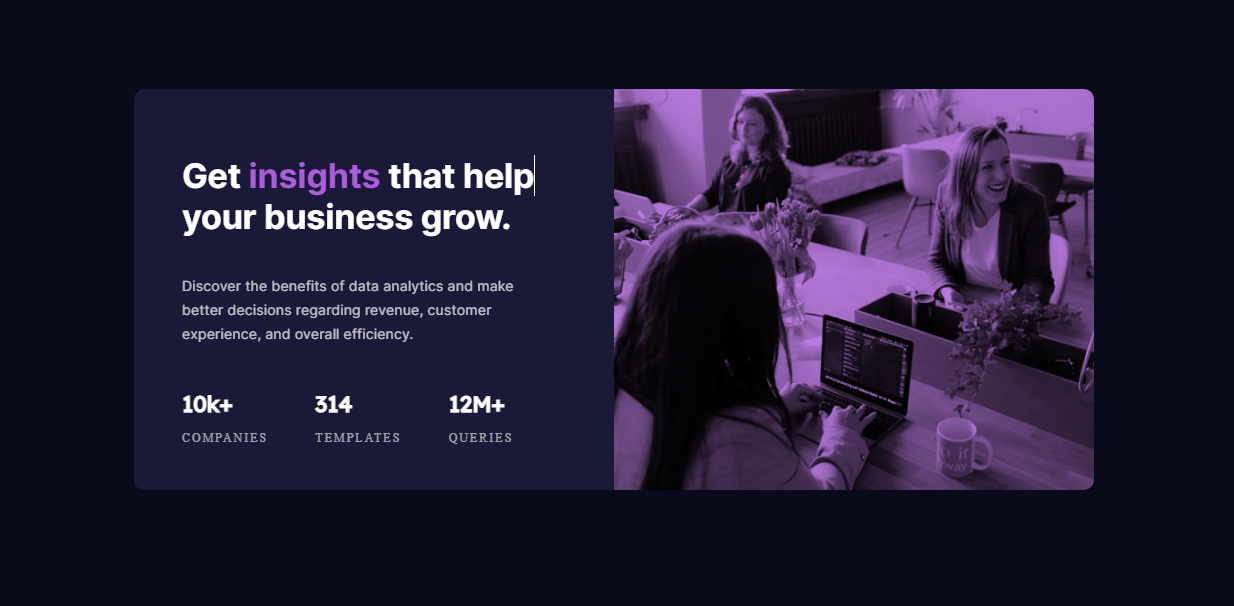 Get insights that help
your business grow.
Discover the benefits of data analytics and make
better decisions regarding revenue, customer
experience, and overall efficiency.
10k+ 314 12M+
COMPANIES TEMPLATES QUERIES